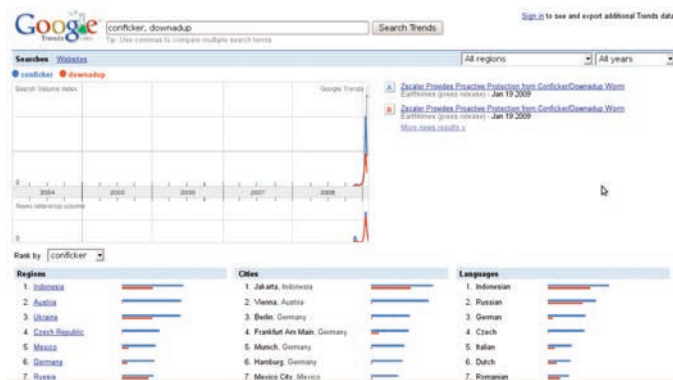 Sign in to see and export additional Trends data
Google Trends
conficker, downadup
Search Trends
Tip: Use commas to compare multiple search terms.
Searches Websites
All regions
All years
conficker downadup
Search Volume index
Google Trends
0
2004 2005 2006 2007 2008
News reference volume
0
A Zscaler Provides Proactive Protection from Conficker/Downadup Worm
Earthtimes (press release) - Jan 19 2009
B Zscaler Provides Proactive Protection from Conficker/Downadup Worm
Earthtimes (press release) - Jan 19 2009
More news results »
Rank by conficker
Regions
1. Indonesia
2. Austria
3. Ukraine
4. Czech Republic
5. Mexico
6. Germany
7. Russia
Cities
1. Jakarta, Indonesia
2. Vienna, Austria
3. Berlin, Germany
4. Frankfurt Am Main, Germany
5. Munich, Germany
6. Hamburg, Germany
7. Mexico City, Mexico
Languages
1. Indonesian
2. Russian
3. German
4. Czech
5. Italian
6. Dutch
7. Romanian